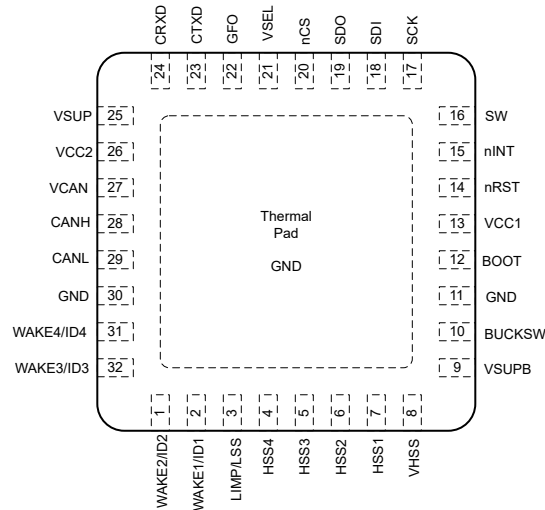 CRXD
CTXD
GFO
VSEL
nCS
SDO
SDI
SCK
24
23
22
21
20
19
18
17
VSUP 25
VCC2 26
VCAN 27
CANH 28
CANL 29
GND 30
WAKE4/ID4 31
WAKE3/ID3 32
Thermal
Pad
GND
16 SW
15 nINT
14 nRST
13 VCC1
12 BOOT
11 GND
10 BUCKSW
9 VSUPB
1
2
3
4
5
6
7
8
WAKE2/ID2
WAKE1/ID1
LIMP/LSS
HSS4
HSS3
HSS2
HSS1
VHSS